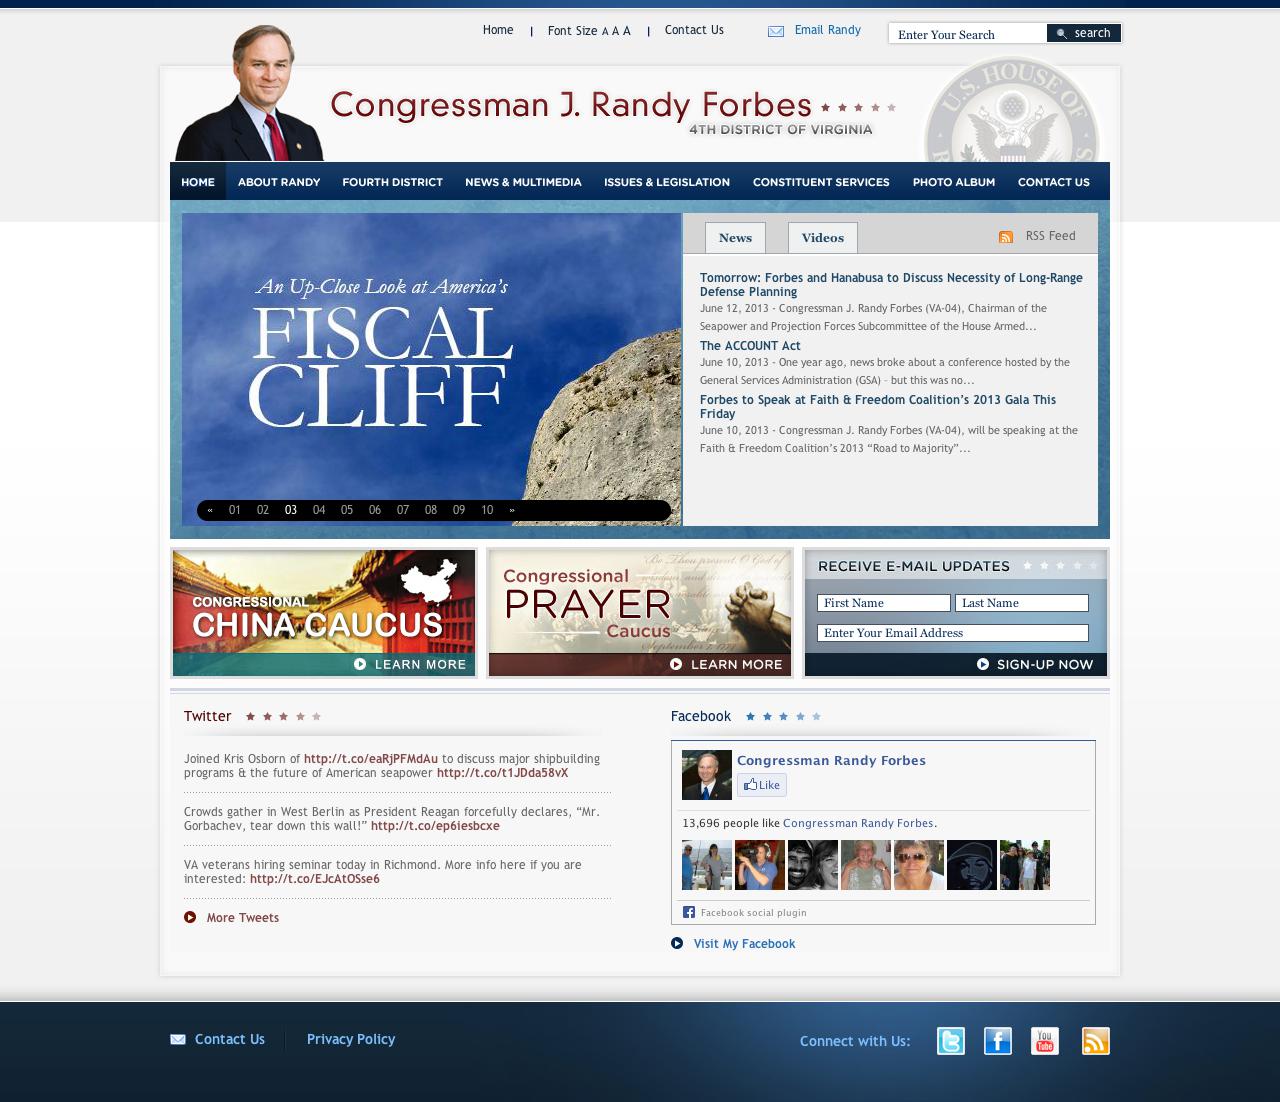 Home | Font Size A A A | Contact Us Email Randy Enter Your Search search
Congressman J. Randy Forbes
4TH DISTRICT OF VIRGINIA
U.S. HOUSE OF
HOME ABOUT RANDY FOURTH DISTRICT NEWS & MULTIMEDIA ISSUES & LEGISLATION CONSTITUENT SERVICES PHOTO ALBUM CONTACT US
An Up-Close Look at America's
FISCAL
CLIFF
« 01 02 03 04 05 06 07 08 09 10 »
News Videos RSS Feed
Tomorrow: Forbes and Hanabusa to Discuss Necessity of Long-Range
Defense Planning
June 12, 2013 - Congressman J. Randy Forbes (VA-04), Chairman of the
Seapower and Projection Forces Subcommittee of the House Armed...
The ACCOUNT Act
June 10, 2013 - One year ago, news broke about a conference hosted by the
General Services Administration (GSA) – but this was no...
Forbes to Speak at Faith & Freedom Coalition's 2013 Gala This
Friday
June 10, 2013 - Congressman J. Randy Forbes (VA-04), will be speaking at the
Faith & Freedom Coalition's 2013 “Road to Majority”...
CONGRESSIONAL
CHINA CAUCUS
LEARN MORE
Be Thou present, O God of
Congressional
PRAYER
Caucus
September 7, 1774
LEARN MORE
RECEIVE E-MAIL UPDATES
First Name Last Name
Enter Your Email Address
SIGN-UP NOW
Twitter
Joined Kris Osborn of http://t.co/eaRjPFMdAu to discuss major shipbuilding
programs & the future of American seapower http://t.co/t1JDda58vX
Crowds gather in West Berlin as President Reagan forcefully declares, “Mr.
Gorbachev, tear down this wall!” http://t.co/ep6iesbcxe
VA veterans hiring seminar today in Richmond. More info here if you are
interested: http://t.co/EJcAtOSse6
More Tweets
Facebook
Congressman Randy Forbes
Like
13,696 people like Congressman Randy Forbes.
Facebook social plugin
Visit My Facebook
Contact Us Privacy Policy Connect with Us:
You
Tube